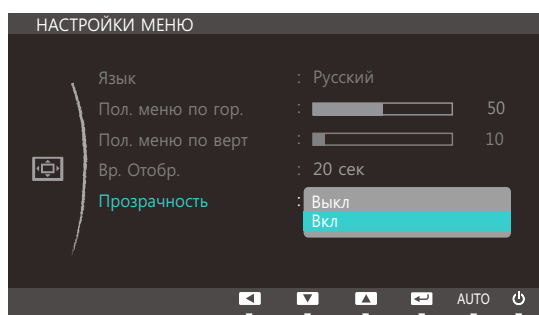 НАСТРОЙКИ МЕНЮ
Язык : Русский
Пол. меню по гор. : 50
Пол. меню по верт : 10
Вр. Отобр. : 20 сек
Прозрачность : Выкл
Вкл
AUTO